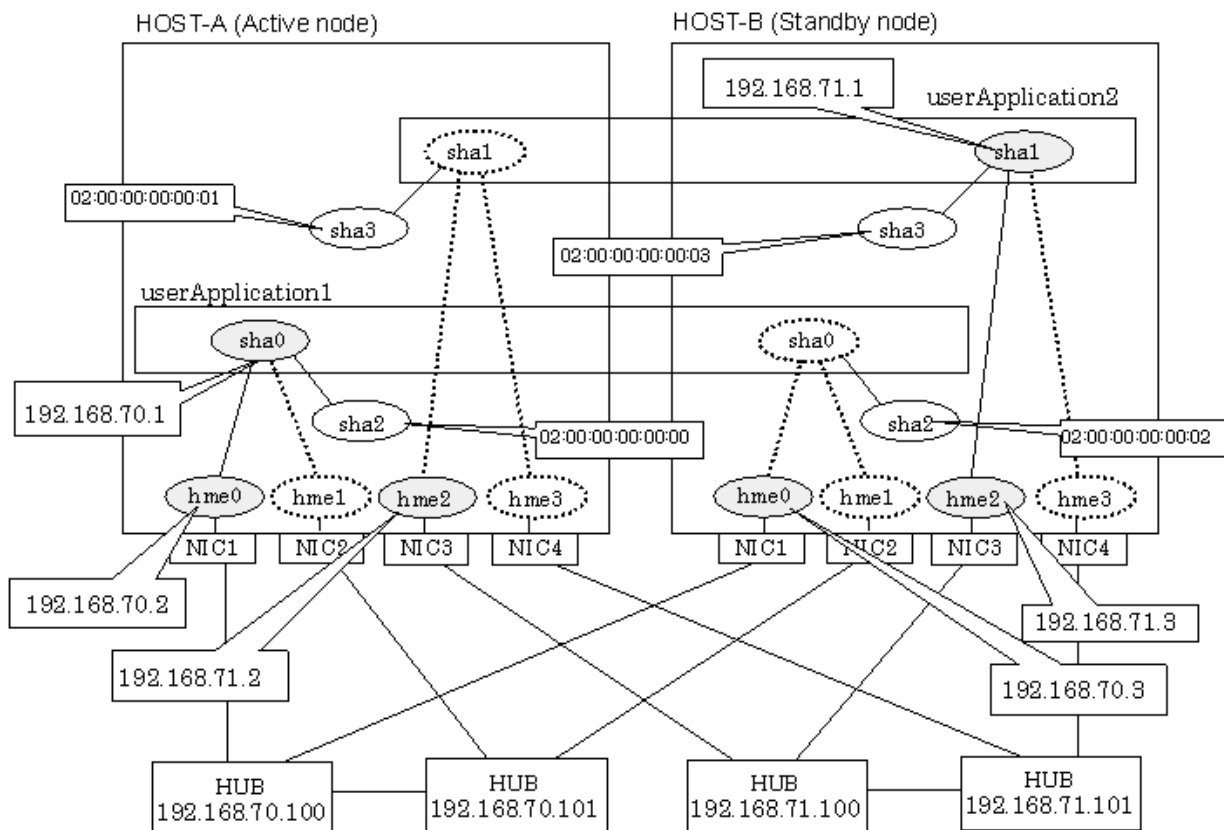 HOST-A (Active node)
HOST-B (Standby node)
192.168.71.1
userApplication2
sha1
sha1
02:00:00:00:00:01
sha3
sha3
02:00:00:00:00:03
userApplication1
sha0
sha0
192.168.70.1
sha2
02:00:00:00:00:00
sha2
02:00:00:00:00:02
hme0
hme1
hme2
hme3
hme0
hme1
hme2
hme3
NIC1
NIC2
NIC3
NIC4
NIC1
NIC2
NIC3
NIC4
192.168.70.2
192.168.71.3
192.168.71.2
192.168.70.3
HUB
192.168.70.100
HUB
192.168.70.101
HUB
192.168.71.100
HUB
192.168.71.101